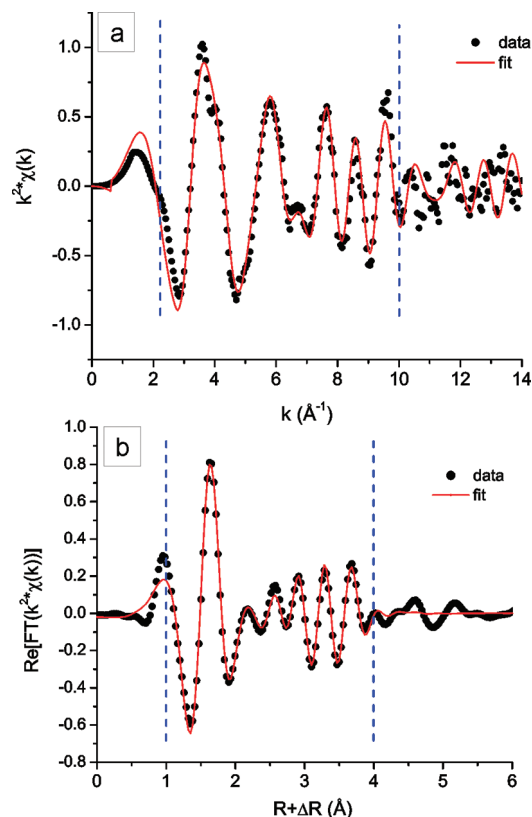 a
data
fit
k²*χ(k)
1.0
0.5
0.0
-0.5
-1.0
0 2 4 6 8 10 12 14
k (Å⁻¹)
b
data
fit
Re[FT(k²*χ(k))]
0.8
0.6
0.4
0.2
0.0
-0.2
-0.4
-0.6
-0.8
0 1 2 3 4 5 6
R+ΔR (Å)